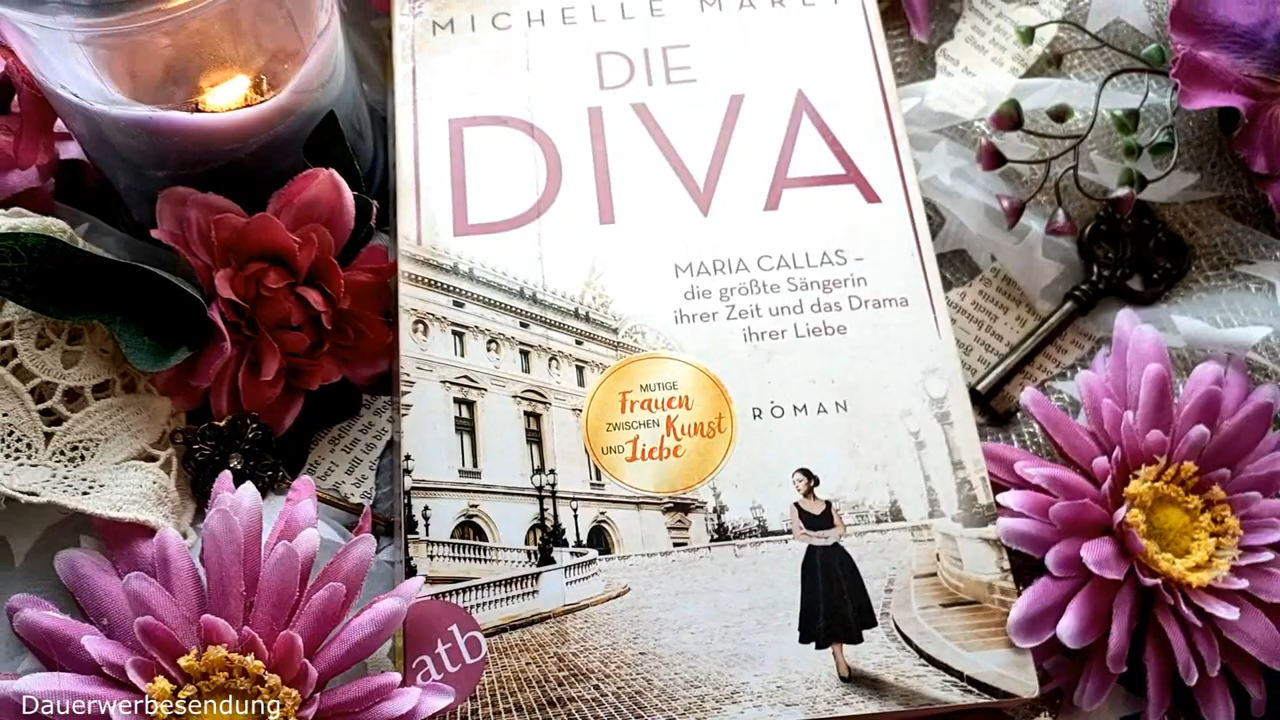 MICHELLE MARLY
DIE
DIVA
MARIA CALLAS –
die größte Sängerin
ihrer Zeit und das Drama
ihrer Liebe
MUTIGE
Frauen
ZWISCHEN Kunst
UND Liebe
ROMAN
atb
Dauerwerbesendung